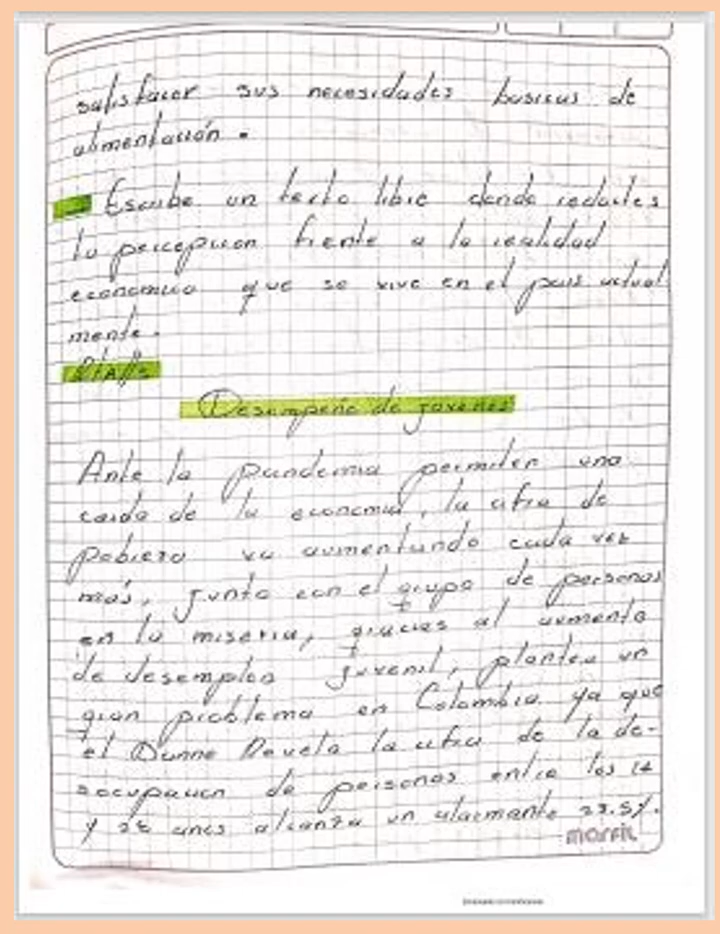 satisfacer sus necesidades basicas de
alimentación.
Escribe un texto libre donde redactes
la percepcion frente a la realidad
economica que se vive en el pais actual
mente.
Desempeño de jovenes
Ante la pandemia permiten una
caida de la economia, la cifra de
pobreza va aumentando cada vez
más, junto con el grupo de personas
en la miseria, gracias al aumento
de desempleo juvenil, plantea un
gran problema en Colombia ya que
el Danne Revela la cifra de la de-
socupacion de personas entre los 14
y 28 anos alcanza un alarmante 23.5%.
MARFIL